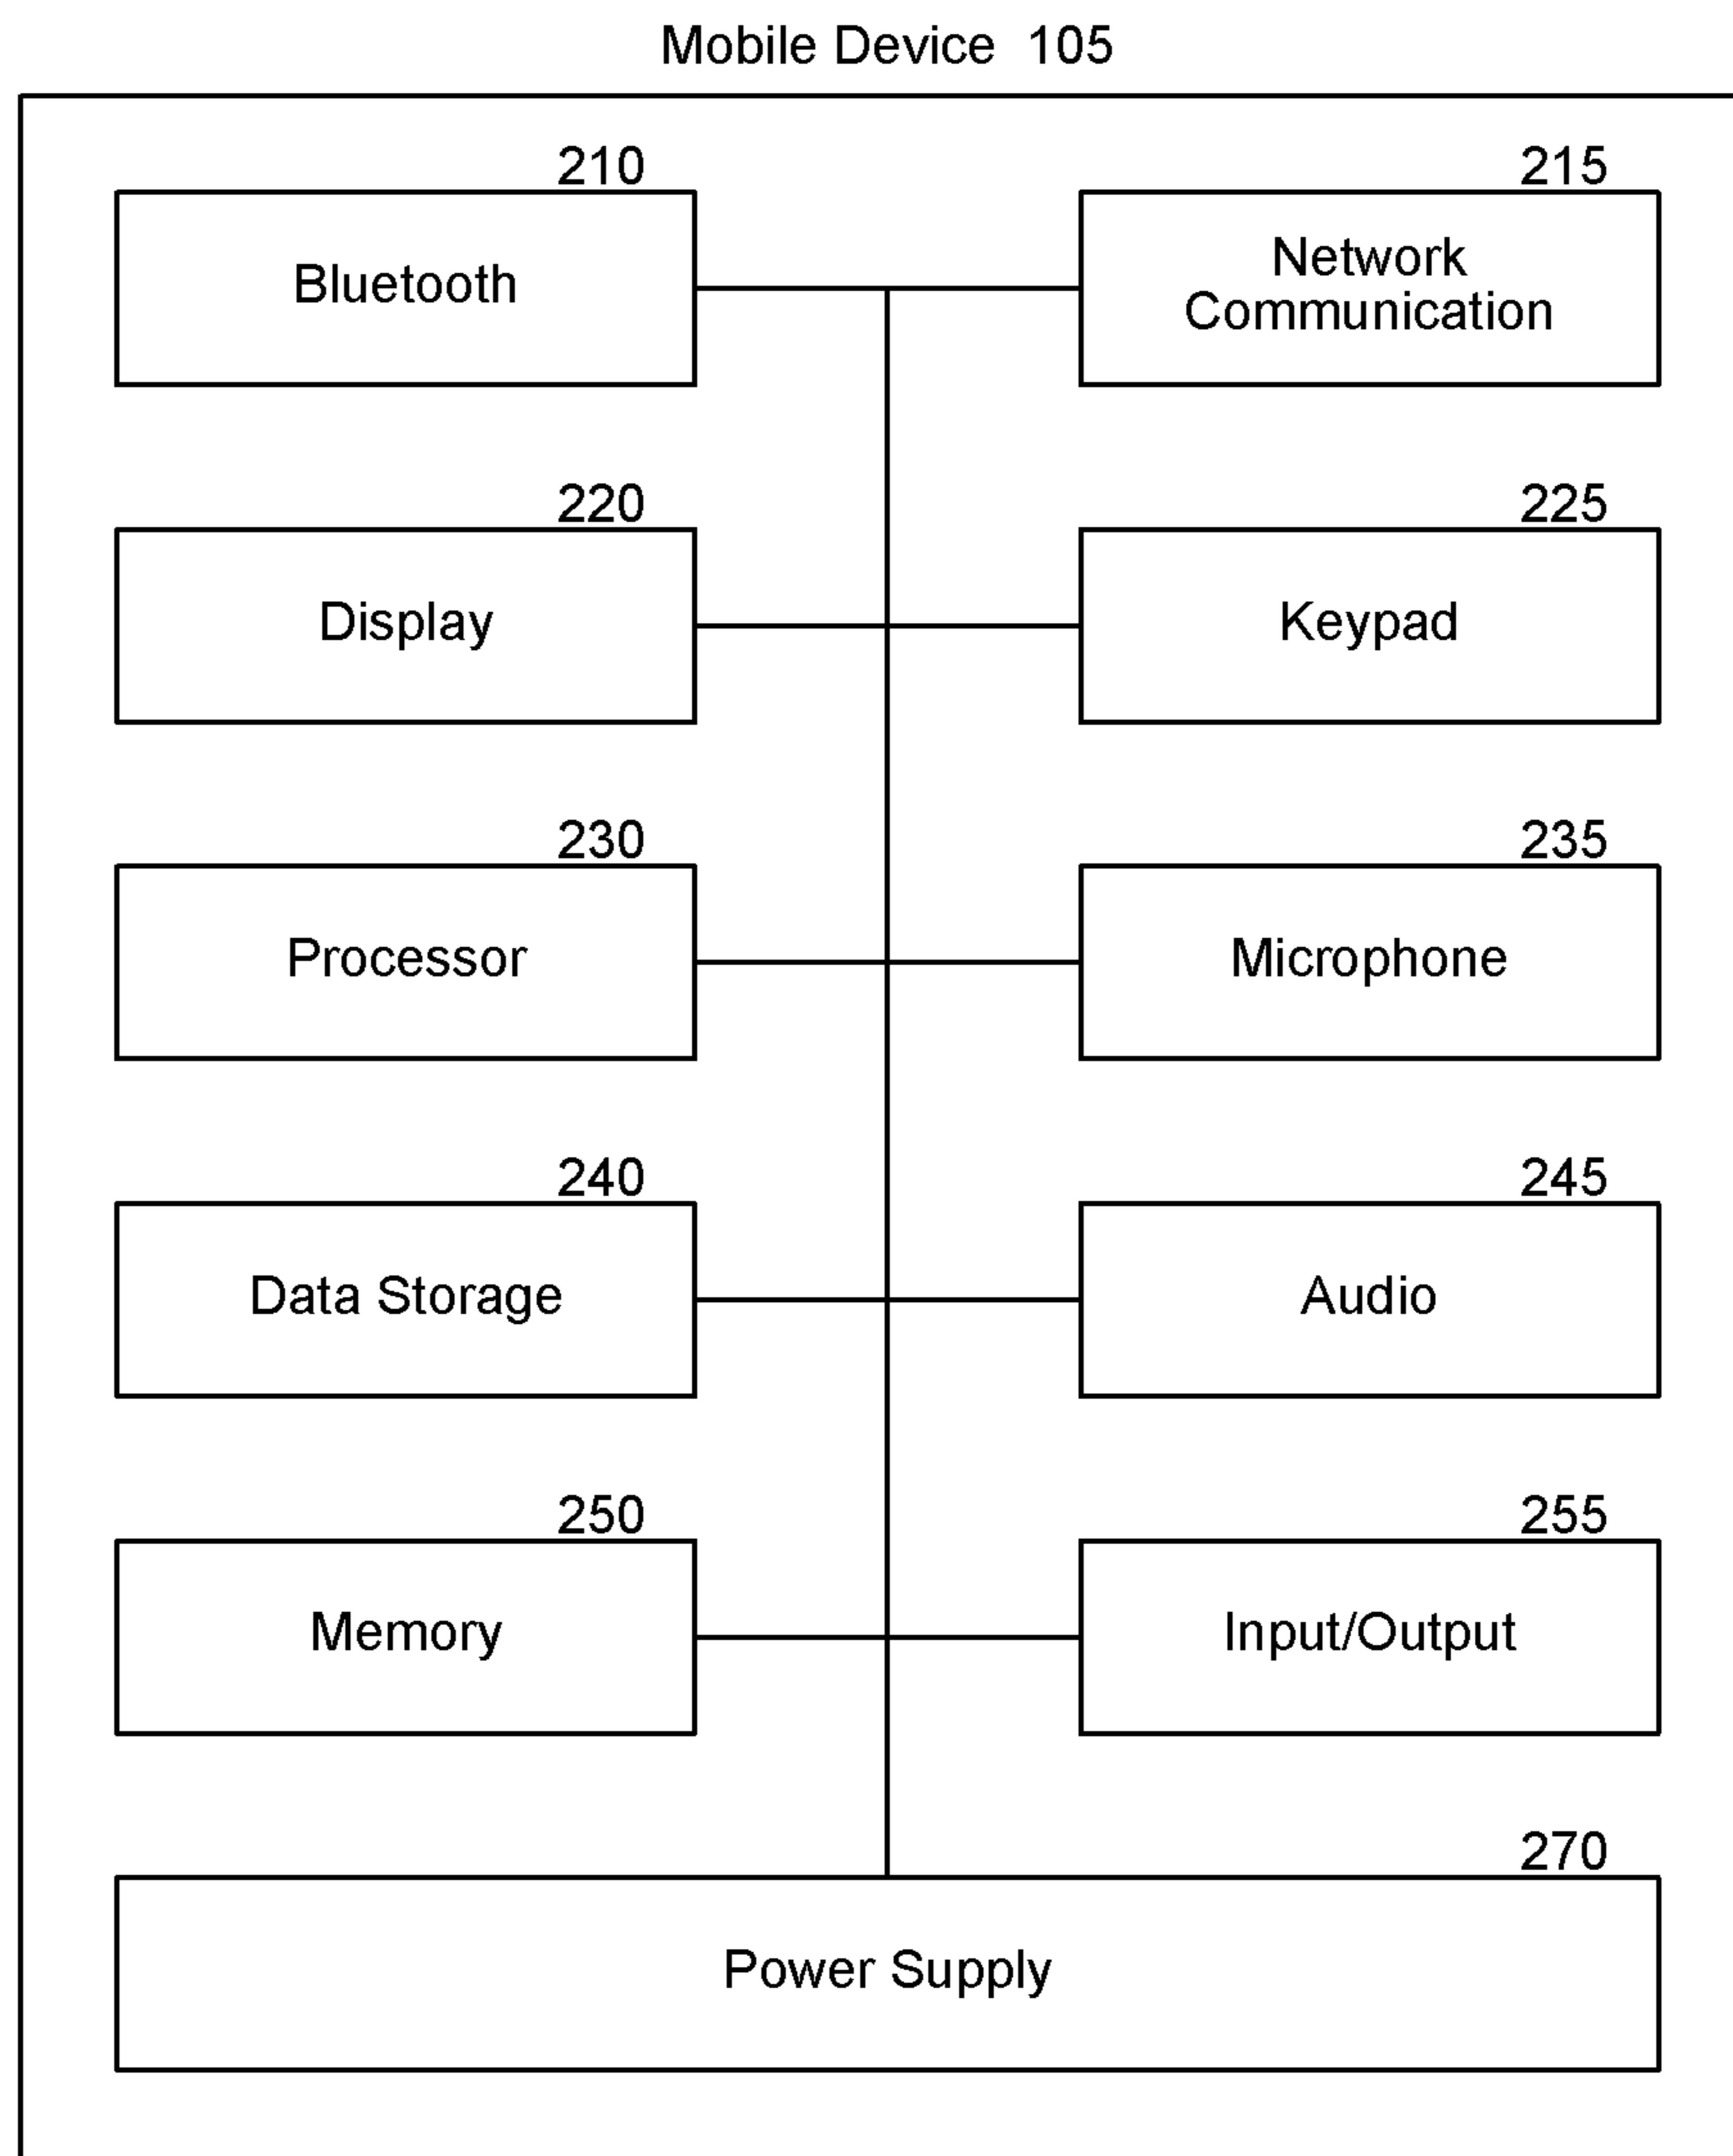 Mobile Device 105
210
215
Bluetooth
Network
Communication
220
225
Display
Keypad
230
235
Processor
Microphone
240
245
Data Storage
Audio
250
255
Memory
Input/Output
270
Power Supply